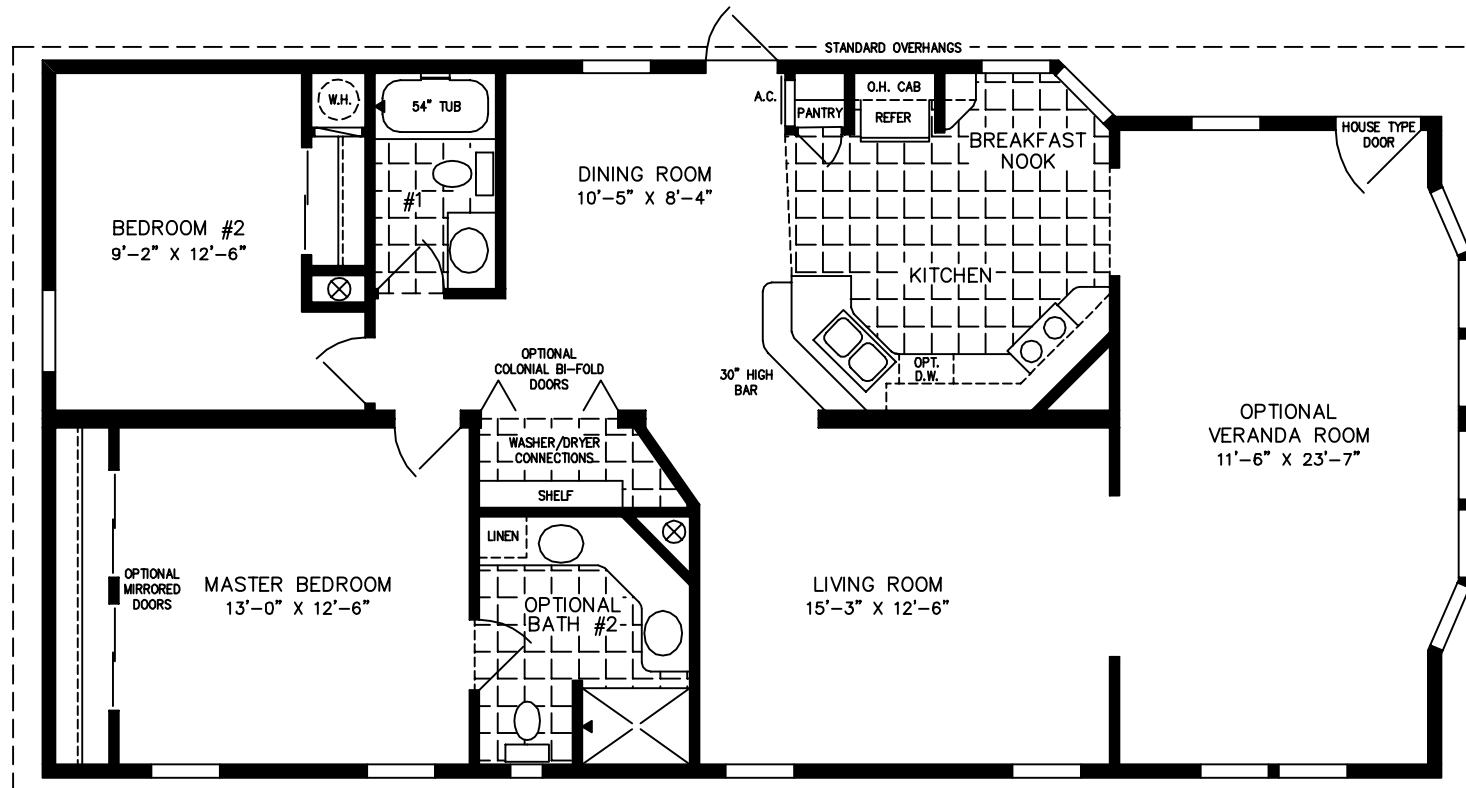 STANDARD OVERHANGS
W.H.
54" TUB
A.C.
PANTRY
O.H. CAB
REFER
BREAKFAST
NOOK
HOUSE TYPE
DOOR
#1
DINING ROOM
10'-5" X 8'-4"
BEDROOM #2
9'-2" X 12'-6"
KITCHEN
OPTIONAL
COLONIAL BI-FOLD
DOORS
30" HIGH
BAR
OPT.
D.W.
OPTIONAL
VERANDA ROOM
11'-6" X 23'-7"
WASHER/DRYER
CONNECTIONS
SHELF
LINEN
OPTIONAL
MIRRORED
DOORS
MASTER BEDROOM
13'-0" X 12'-6"
OPTIONAL
BATH #2
LIVING ROOM
15'-3" X 12'-6"